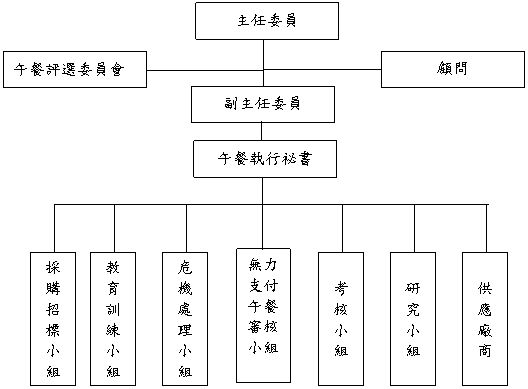 主任委員
午餐評選委員會
顧問
副主任委員
午餐執行祕書
採購招標小組
教育訓練小組
危機處理小組
無力支付午餐審核小組
考核小組
研究小組
供應廠商